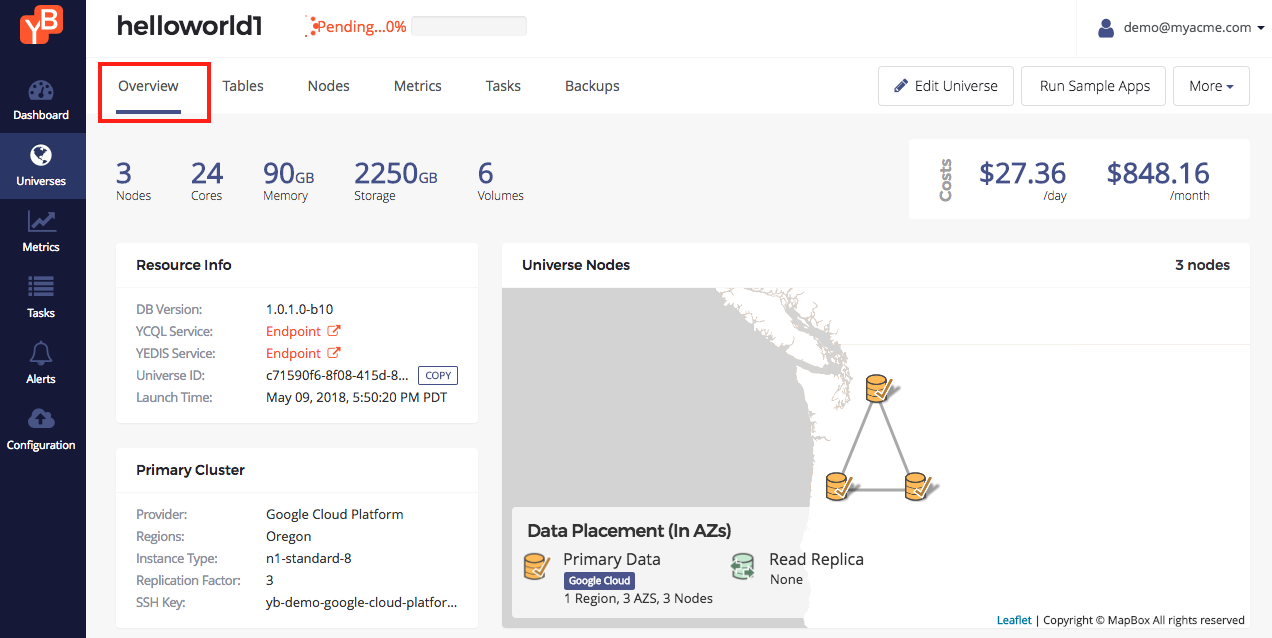 YB
helloworld1
Pending...0%
demo@myacme.com
Overview
Tables
Nodes
Metrics
Tasks
Backups
Edit Universe
Run Sample Apps
More
Dashboard
Universes
Metrics
Tasks
Alerts
Configuration
3
Nodes
24
Cores
90GB
Memory
2250GB
Storage
6
Volumes
Costs
$27.36
/day
$848.16
/month
Resource Info
DB Version: 1.0.1.0-b10
YCQL Service: Endpoint
YEDIS Service: Endpoint
Universe ID: c71590f6-8f08-415d-8... COPY
Launch Time: May 09, 2018, 5:50:20 PM PDT
Primary Cluster
Provider: Google Cloud Platform
Regions: Oregon
Instance Type: n1-standard-8
Replication Factor: 3
SSH Key: yb-demo-google-cloud-platfor...
Universe Nodes
3 nodes
Data Placement (In AZs)
Primary Data
Google Cloud
1 Region, 3 AZS, 3 Nodes
Read Replica
None
Leaflet | Copyright © MapBox All rights reserved